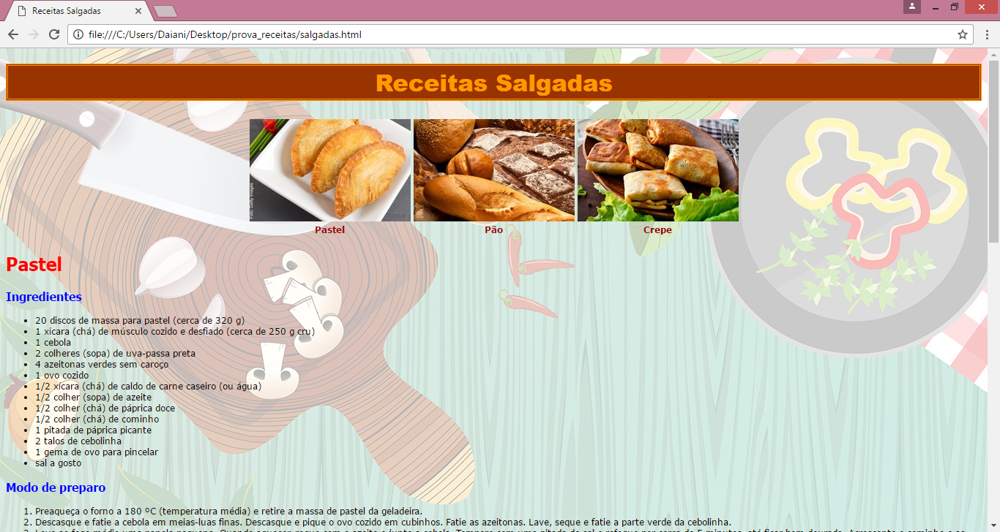 Receitas Salgadas
file:///C:/Users/Daiani/Desktop/prova_receitas/salgadas.html
Receitas Salgadas
Foto: Getty Images
Pastel Pão Crepe
Pastel
Ingredientes
• 20 discos de massa para pastel (cerca de 320 g)
• 1 xícara (chá) de músculo cozido e desfiado (cerca de 250 g cru)
• 1 cebola
• 2 colheres (sopa) de uva-passa preta
• 4 azeitonas verdes sem caroço
• 1 ovo cozido
• 1/2 xícara (chá) de caldo de carne caseiro (ou água)
• 1/2 colher (sopa) de azeite
• 1/2 colher (chá) de páprica doce
• 1/2 colher (chá) de cominho
• 1 pitada de páprica picante
• 2 talos de cebolinha
• 1 gema de ovo para pincelar
• sal a gosto
Modo de preparo
1. Preaqueça o forno a 180 ºC (temperatura média) e retire a massa de pastel da geladeira.
2. Descasque e fatie a cebola em meias-luas finas. Descasque e pique o ovo cozido em cubinhos. Fatie as azeitonas. Lave, seque e fatie a parte verde da cebolinha.